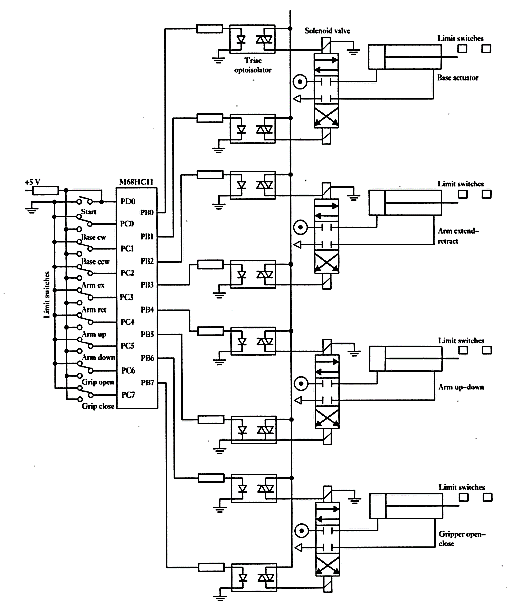 Solenoid valve
Limit switches
Triac
optoisolator
Base actuator
+5 V
M68HC11
PD0
Start
PC0
PB0
Base cw
PC1
PB1
Base ccw
PC2
PB2
Arm ex
PC3
PB3
Arm ret
PC4
PB4
Arm up
PC5
PB5
Arm down
PC6
PB6
Grip open
PC7
PB7
Grip close
Limit switches
Limit switches
Arm extend–
retract
Limit switches
Arm up–down
Limit switches
Gripper open–
close